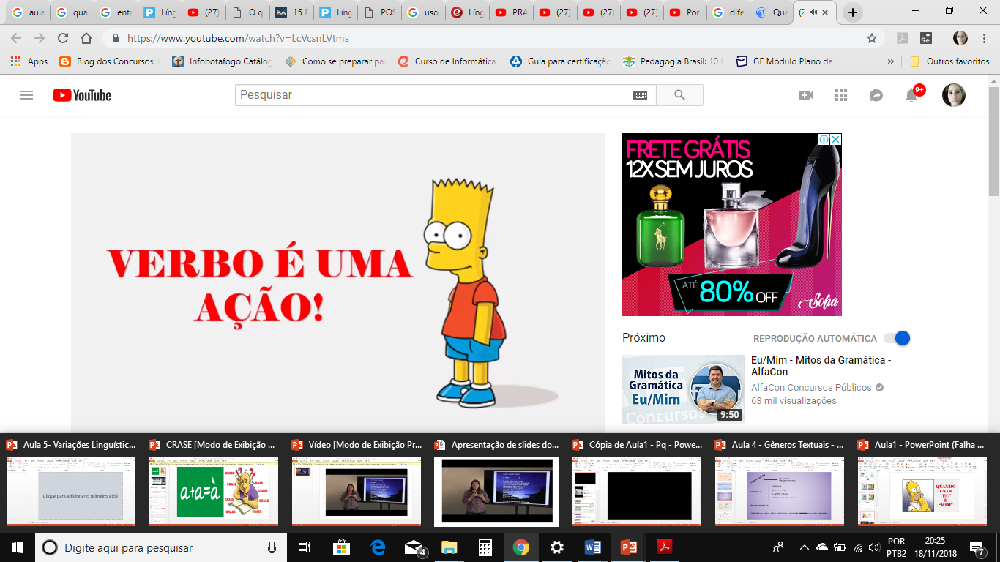 aula
qua
entr
Líng
(27)
O q
15 E
Líng
POS
uso
Líng
PRA
(27)
(27)
(27)
Por
dife
Qua
(2
https://www.youtube.com/watch?v=LcVcsnLVtms
Apps
Blog dos Concursos:
Infobotafogo Catálog
Como se preparar pa
Curso de Informática
Guia para certificaçã
Pedagogia Brasil: 10
GE Módulo Plano de
Outros favoritos
YouTube
Pesquisar
9+
VERBO É UMA
AÇÃO!
FRETE GRÁTIS
12X SEM JUROS
ATÉ 80% OFF
Sofia
Próximo
REPRODUÇÃO AUTOMÁTICA
Mitos da
Gramática
Eu/Mim
Concursos
9:50
Eu/Mim - Mitos da Gramática -
AlfaCon
AlfaCon Concursos Públicos
63 mil visualizações
Aula 5- Variações Linguístic...
CRASE [Modo de Exibição ...
Vídeo [Modo de Exibição Pr...
Apresentação de slides do...
Cópia de Aula1 - Pq - Powe...
Aula 4 - Gêneros Textuais - ...
Aula1 - PowerPoint (Falha ...
Clique para adicionar o primeiro slide
a+a=à
CRASE
CRASE
CRASE
CRASE
CRASE
CRASE
QUANDO
USAR
"EU"
E
"MIM"
Digite aqui para pesquisar
4
POR
PTB2
20:25
18/11/2018
7